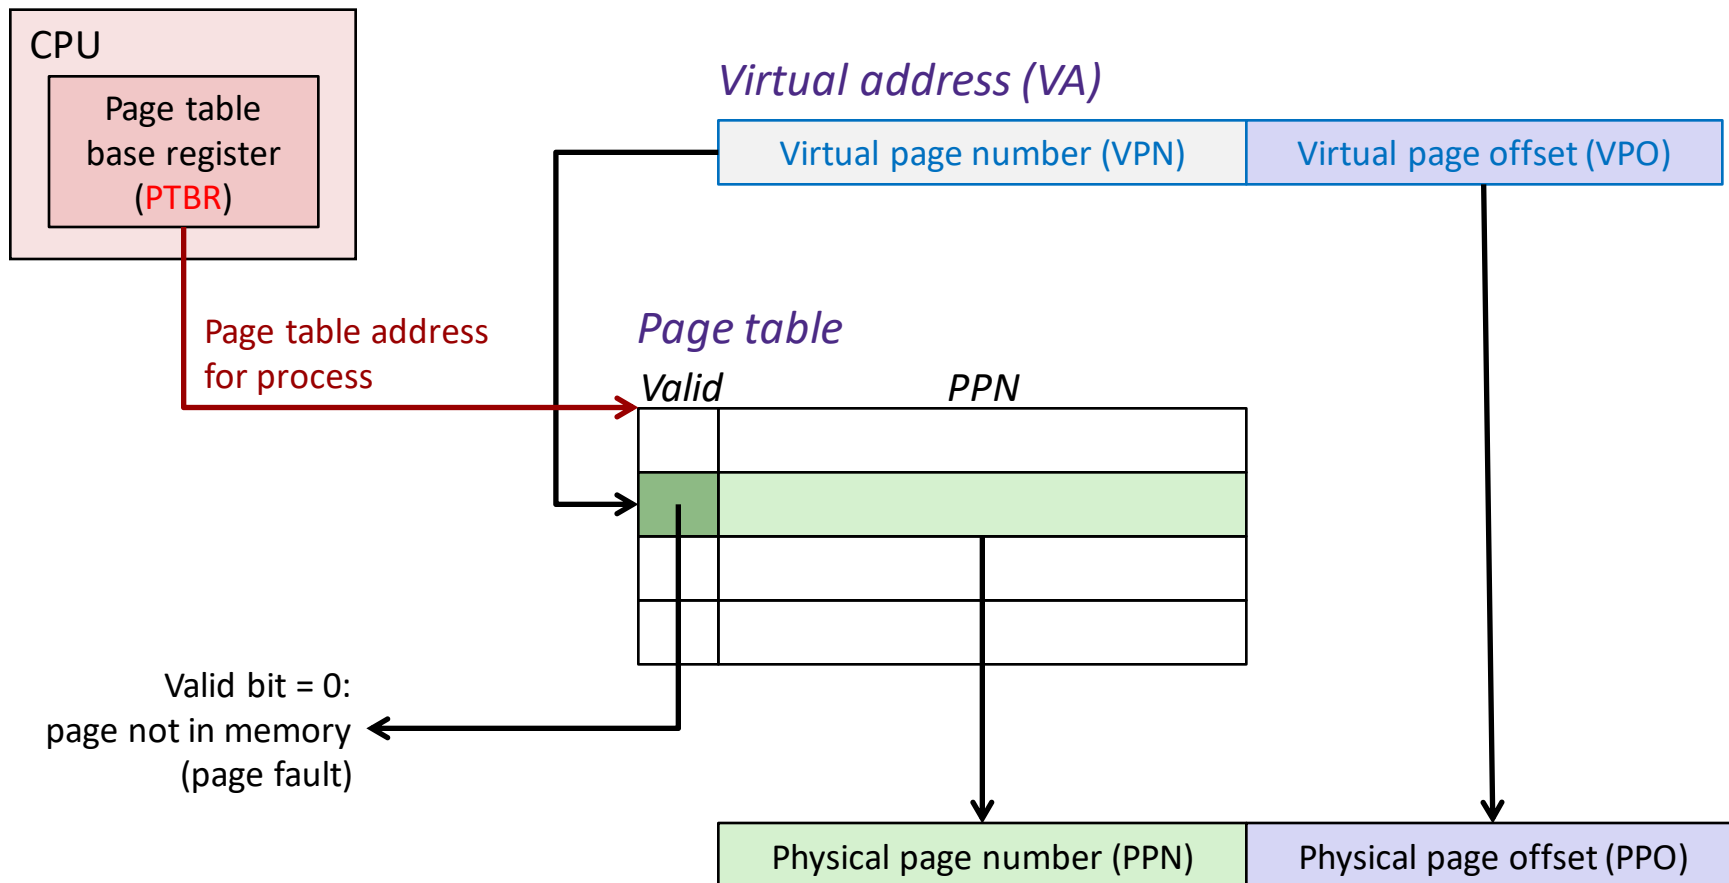 CPU
Page table
base register
(PTBR)
Virtual address (VA)
Virtual page number (VPN)
Virtual page offset (VPO)
Page table address
for process
Page table
Valid
PPN
Valid bit = 0:
page not in memory
(page fault)
Physical page number (PPN)
Physical page offset (PPO)